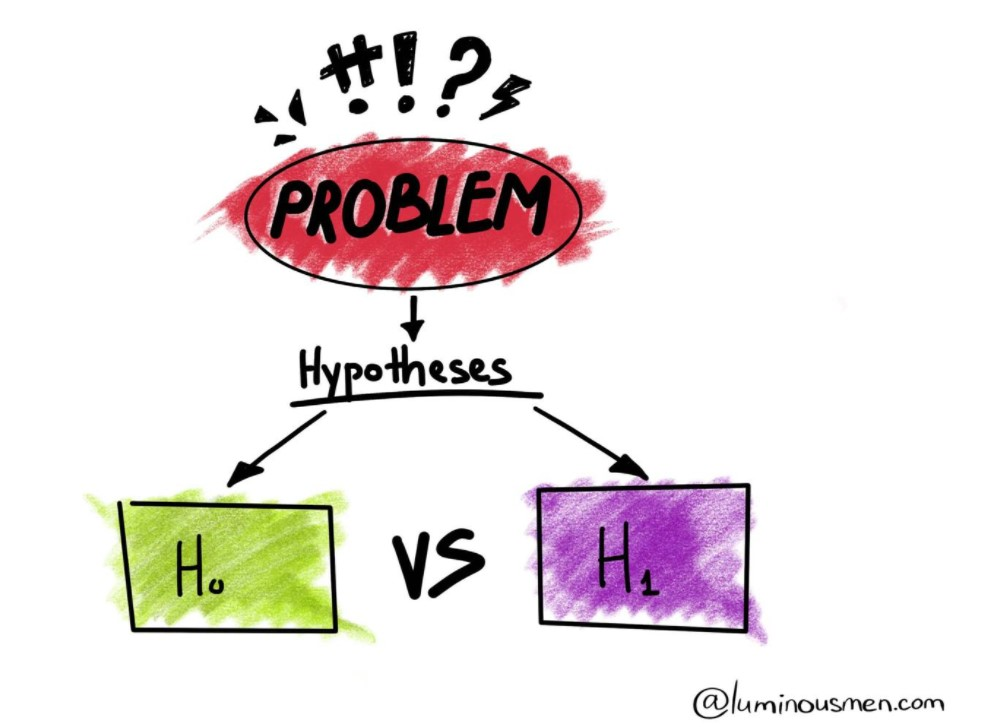 #!?
PROBLEM
Hypotheses
H₀ VS H₁
@luminousmen.com